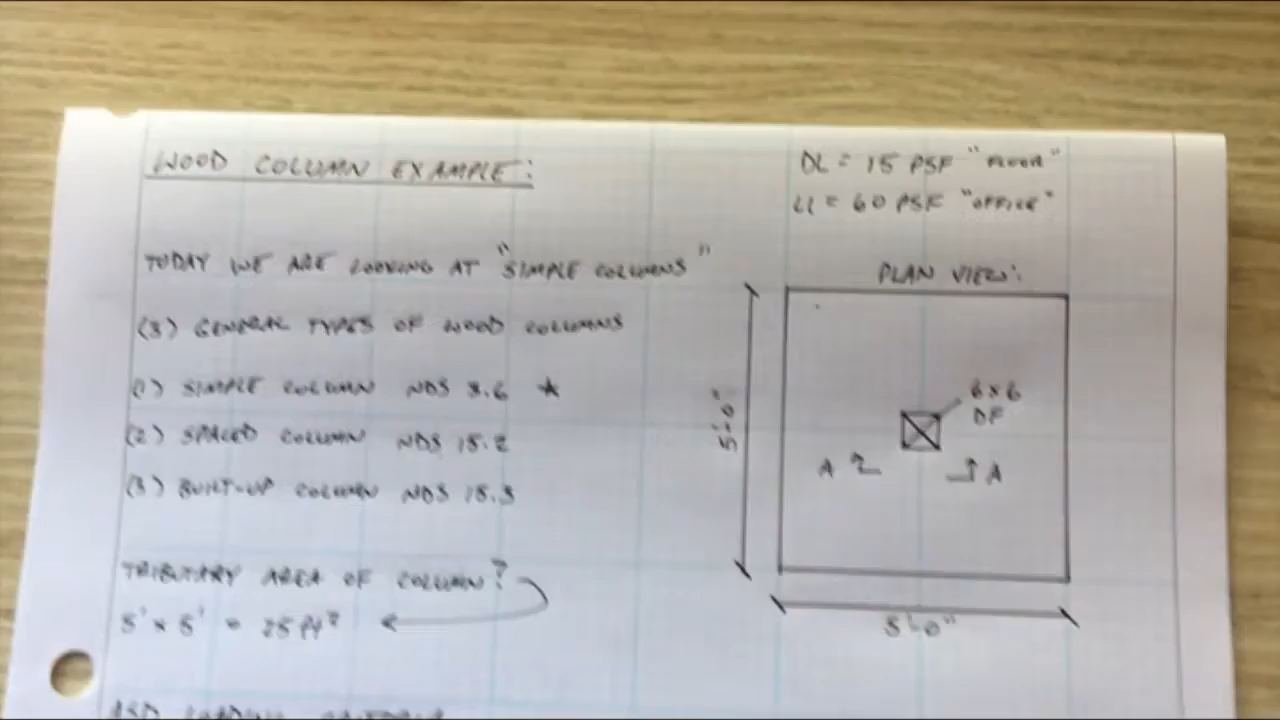 WOOD COLUMN EXAMPLE:
TODAY WE ARE LOOKING AT "SIMPLE COLUMNS"
(3) GENERAL TYPES OF WOOD COLUMNS
(1) SIMPLE COLUMN NDS 3.6 ★
(2) SPACED COLUMN NDS 15.2
(3) BUILT-UP COLUMN NDS 15.3
TRIBUTARY AREA OF COLUMN?
5' x 5' = 25 ft²
ASD LOADING CRITERIA
DL = 15 PSF "FLOOR"
LL = 60 PSF "OFFICE"
PLAN VIEW:
6x6
DF
A A
5'-0"
5'-0"